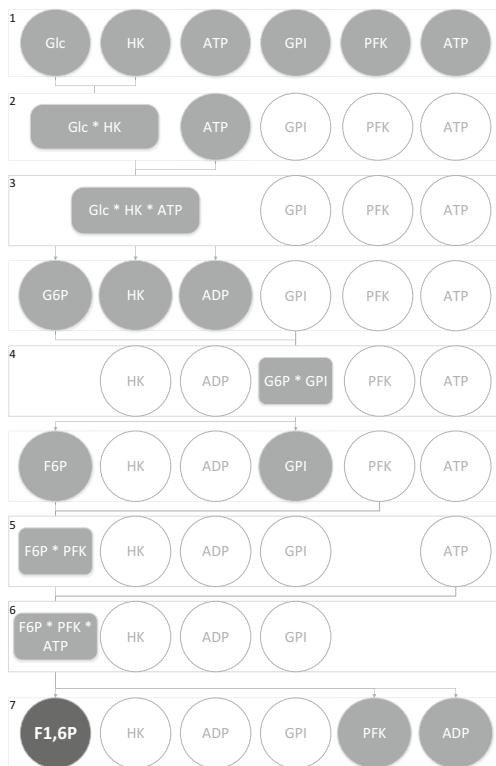 1
Glc HK ATP GPI PFK ATP
2
Glc * HK ATP GPI PFK ATP
3
Glc * HK * ATP GPI PFK ATP
G6P HK ADP GPI PFK ATP
4
HK ADP G6P * GPI PFK ATP
F6P HK ADP GPI PFK ATP
5
F6P * PFK HK ADP GPI ATP
6
F6P * PFK *
ATP
HK ADP GPI
7
F1,6P HK ADP GPI PFK ADP